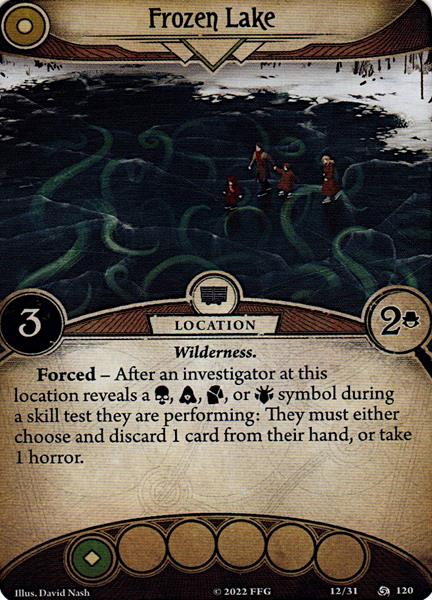 Frozen Lake
3
LOCATION
2
Wilderness.
Forced – After an investigator at this
location reveals a , , , or symbol during
a skill test they are performing: They must either
choose and discard 1 card from their hand, or take
1 horror.
Illus. David Nash © 2022 FFG 12/31 120